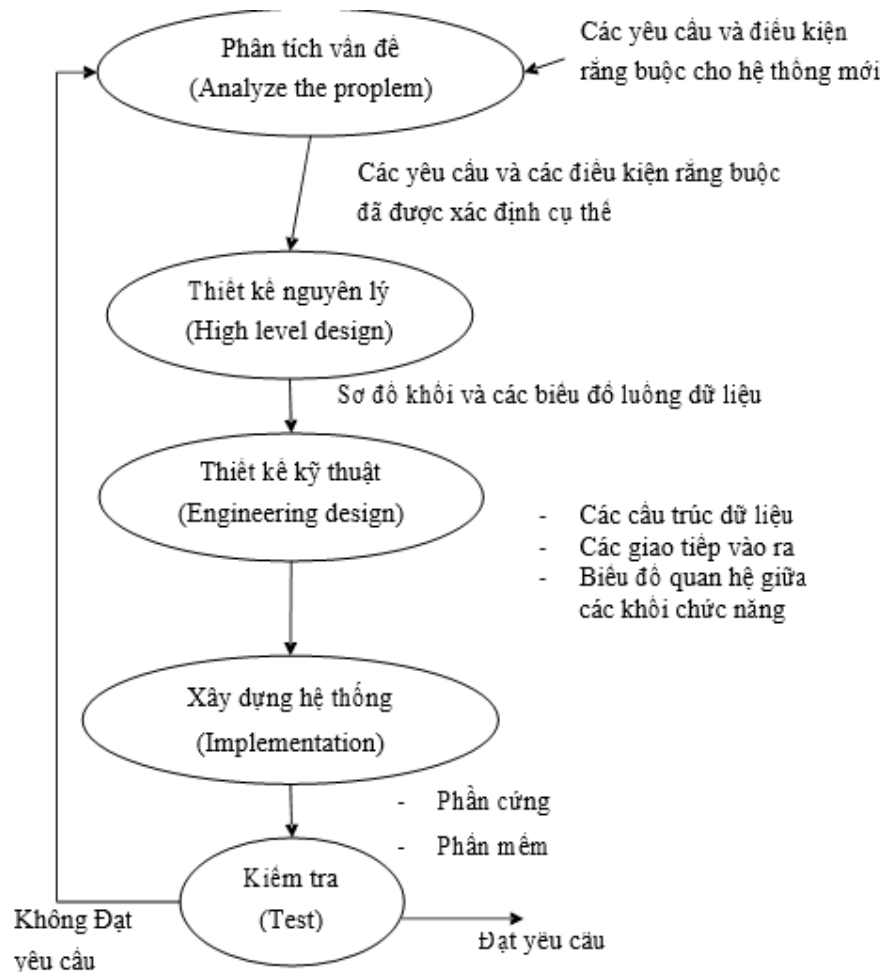 Phân tích vấn đề
(Analyze the proplem)
Các yêu cầu và điều kiện
rằng buộc cho hệ thống mới
Các yêu cầu và các điều kiện rằng buộc
đã được xác định cụ thể
Thiết kế nguyên lý
(High level design)
Sơ đồ khối và các biểu đồ luồng dữ liệu
Thiết kế kỹ thuật
(Engineering design)
- Các cấu trúc dữ liệu
- Các giao tiếp vào ra
- Biểu đồ quan hệ giữa
các khối chức năng
Xây dựng hệ thống
(Implementation)
- Phần cứng
- Phần mềm
Kiểm tra
(Test)
Không Đạt
yêu cầu
Đạt yêu cầu